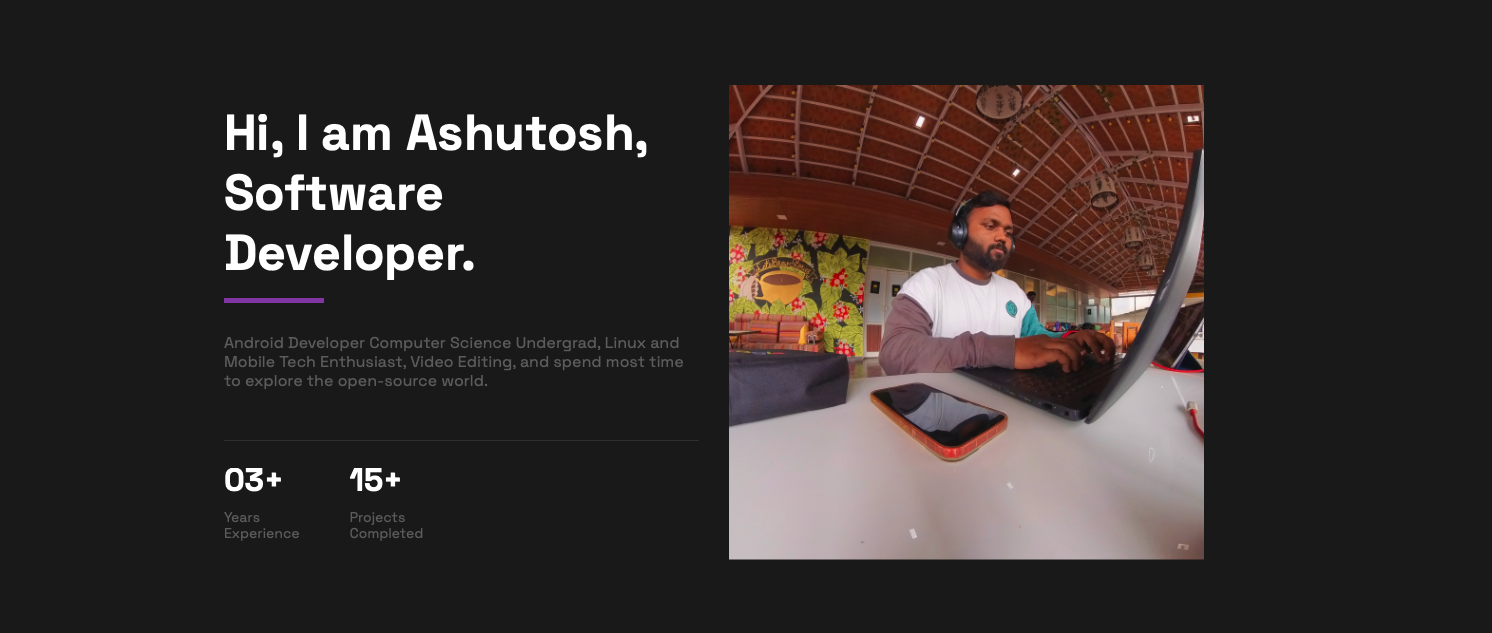 Hi, I am Ashutosh,
Software
Developer.
Android Developer Computer Science Undergrad, Linux and
Mobile Tech Enthusiast, Video Editing, and spend most time
to explore the open-source world.
03+
15+
Years
Experience
Projects
Completed